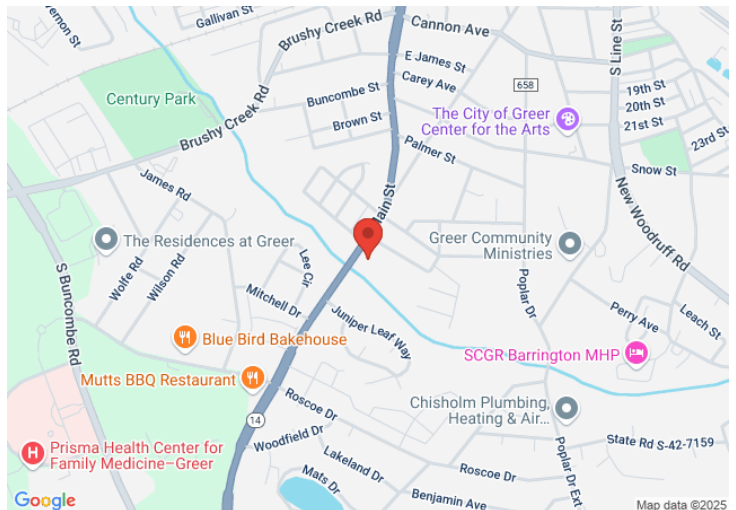 Gallivan St
Vernon St
Brushy Creek Rd
Cannon Ave
S Line St
E James St
Carey Ave
658
Century Park
Buncombe St
Brown St
19th St
20th St
21st St
23rd St
The City of Greer
Center for the Arts
Brushy Creek Rd
Palmer St
Snow St
James Rd
Main St
New Woodruff Rd
The Residences at Greer
Greer Community
Ministries
Lee Cir
Wolfe Rd
Wilson Rd
S Buncombe Rd
Poplar Dr
Mitchell Dr
Juniper Leaf Way
Perry Ave
Leach St
Blue Bird Bakehouse
SCGR Barrington MHP
Mutts BBQ Restaurant
Chisholm Plumbing,
Heating & Air...
14
Roscoe Dr
Woodfield Dr
State Rd S-42-7159
H
Prisma Health Center for
Family Medicine–Greer
Lakeland Dr
Roscoe Dr
Mats Dr
Poplar Dr Ext
Benjamin Ave
Google
Map data ©2025